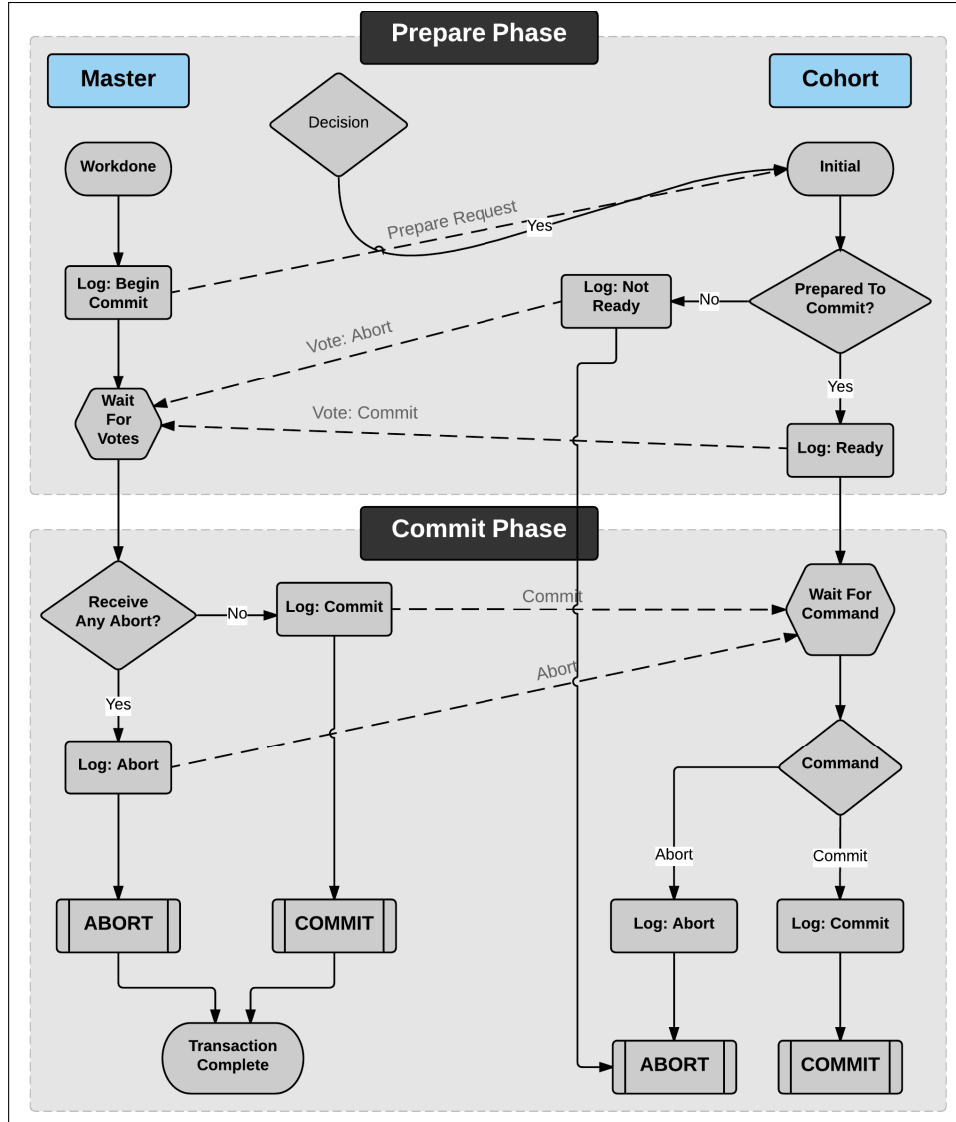 Prepare Phase
Master
Cohort
Decision
Workdone
Initial
Prepare Request
Yes
Log: Begin
Commit
Log: Not
Ready
No
Prepared To
Commit?
Vote: Abort
Yes
Wait
For
Votes
Vote: Commit
Log: Ready
Commit Phase
Receive
Any Abort?
No
Log: Commit
Commit
Wait For
Command
Abort
Yes
Log: Abort
Command
Abort
Commit
ABORT
COMMIT
Log: Abort
Log: Commit
Transaction
Complete
ABORT
COMMIT